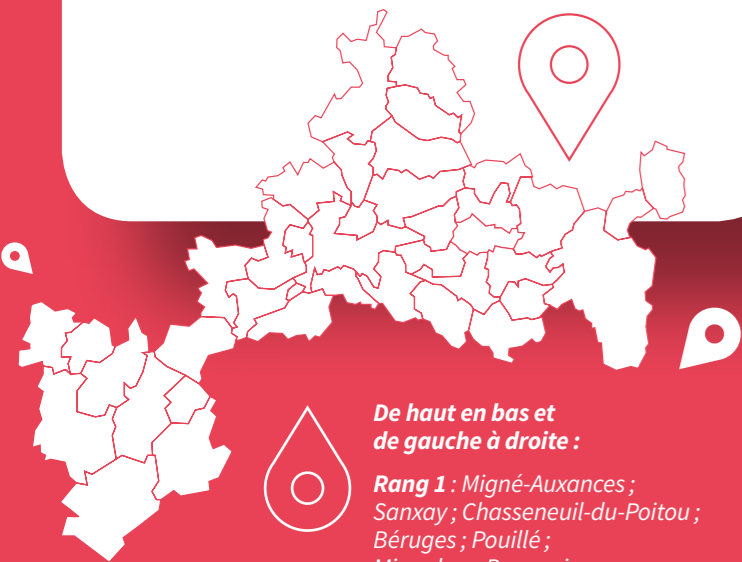 De haut en bas et
de gauche à droite :
Rang 1 : Migné-Auxances ;
Sanxay ; Chasseneuil-du-Poitou ;
Béruges ; Pouillé ;